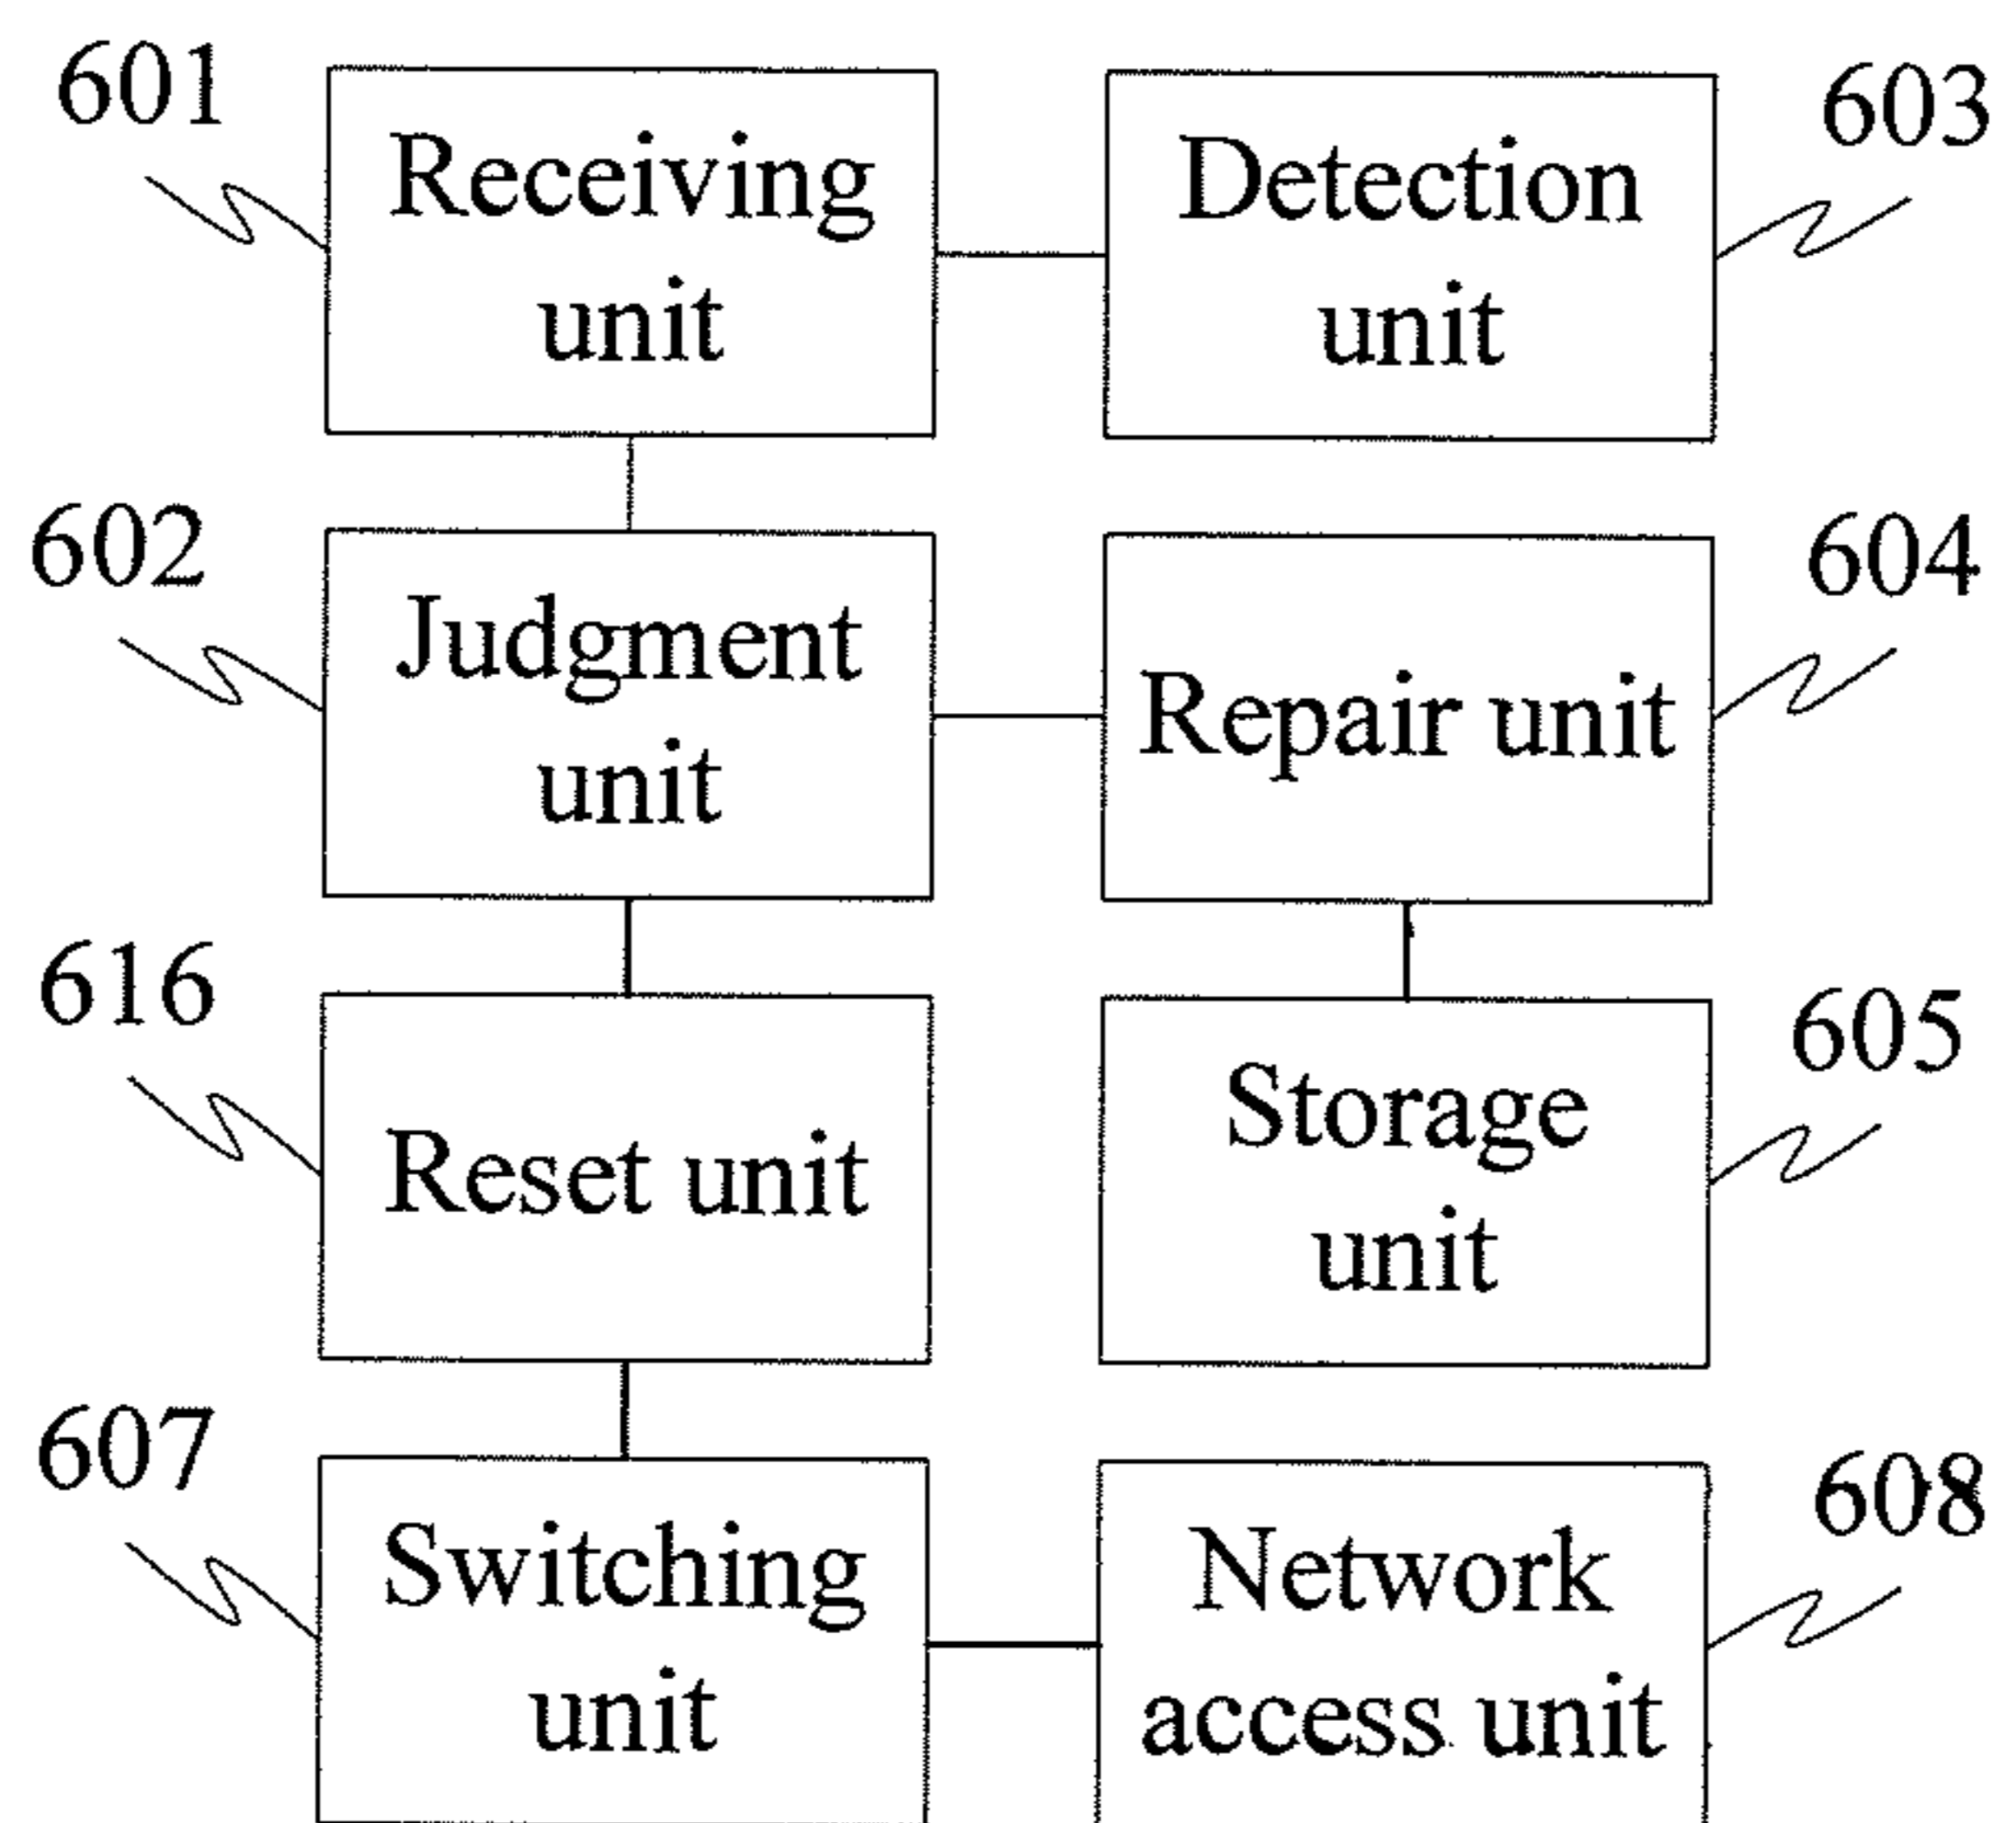 601
Receiving
unit
Detection
unit
603
602
Judgment
unit
Repair unit
604
616
Reset unit
Storage
unit
605
607
Switching
unit
Network
access unit
608